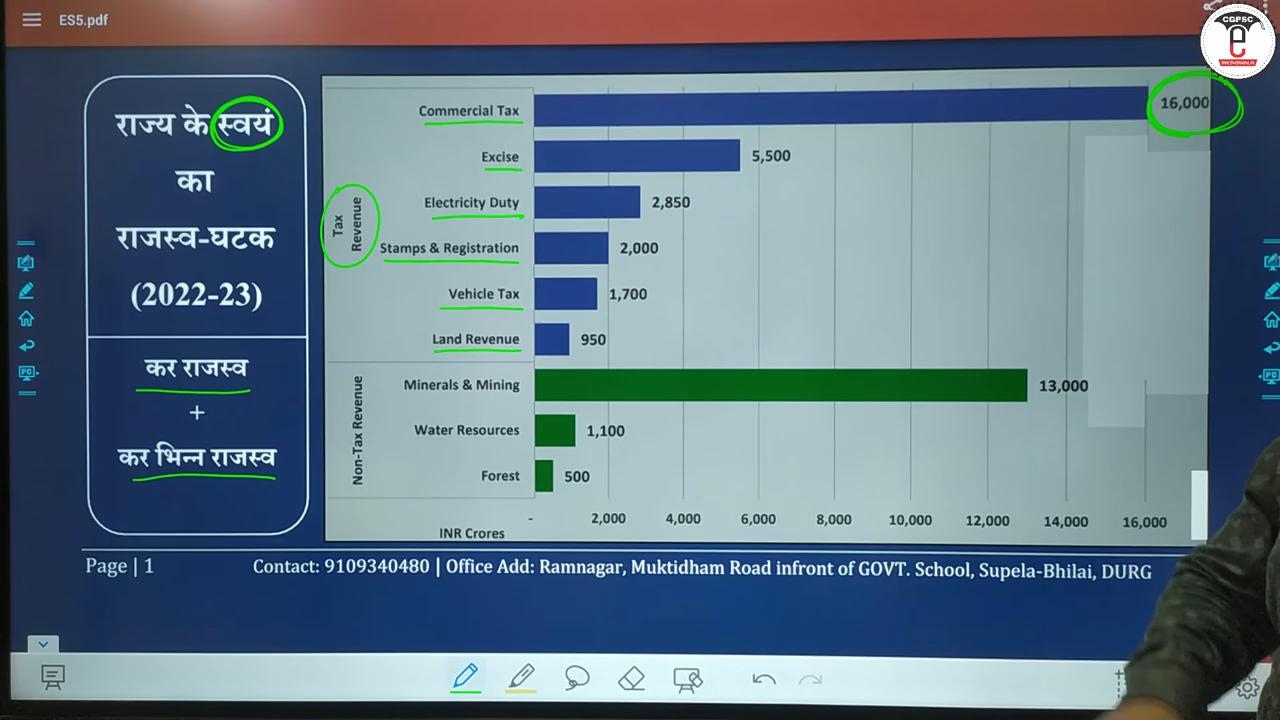 ES5.pdf
CGPSC
e
PATHSHALA
राज्य के स्वयं
का
राजस्व-घटक
(2022-23)
कर राजस्व
+
कर भिन्न राजस्व
Tax
Revenue
Commercial Tax 16,000
Excise 5,500
Electricity Duty 2,850
Stamps & Registration 2,000
Vehicle Tax 1,700
Land Revenue 950
Non-Tax Revenue
Minerals & Mining 13,000
Water Resources 1,100
Forest 500
- 2,000 4,000 6,000 8,000 10,000 12,000 14,000 16,000
INR Crores
Page | 1 Contact: 9109340480 | Office Add: Ramnagar, Muktidham Road infront of GOVT. School, Supela-Bhilai, DURG
PC
PC